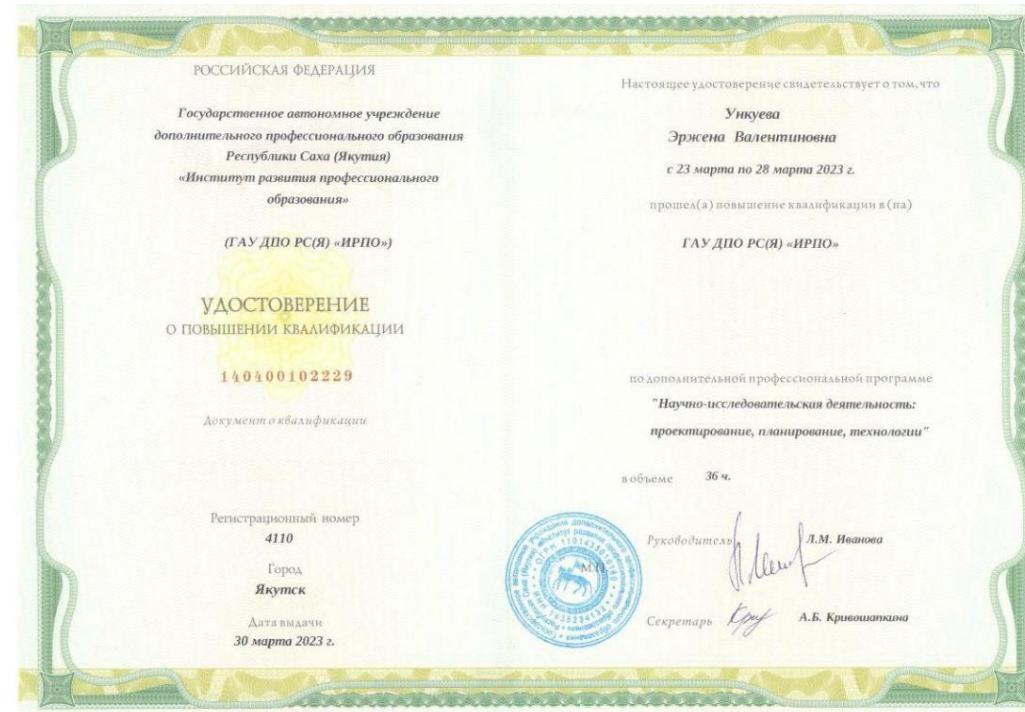 РОССИЙСКАЯ ФЕДЕРАЦИЯ
Государственное автономное учреждение
дополнительного профессионального образования
Республики Саха (Якутия)
«Институт развития профессионального
образования»
(ГАУ ДПО РС(Я) «ИРПО»)
УДОСТОВЕРЕНИЕ
О ПОВЫШЕНИИ КВАЛИФИКАЦИИ
140400102229
Документ о квалификации
Регистрационный номер
4110
Город
Якутск
Дата выдачи
30 марта 2023 г.
Настоящее удостоверение свидетельствует о том, что
Ункуева
Эржена Валентиновна
с 23 марта по 28 марта 2023 г.
прошел(а) повышение квалификации в (на)
ГАУ ДПО РС(Я) «ИРПО»
по дополнительной профессиональной программе
"Научно-исследовательская деятельность:
проектирование, планирование, технологии"
в объеме 36 ч.
Руководитель Л.М. Иванова
М.П.
Секретарь А.Б. Кривошапкина